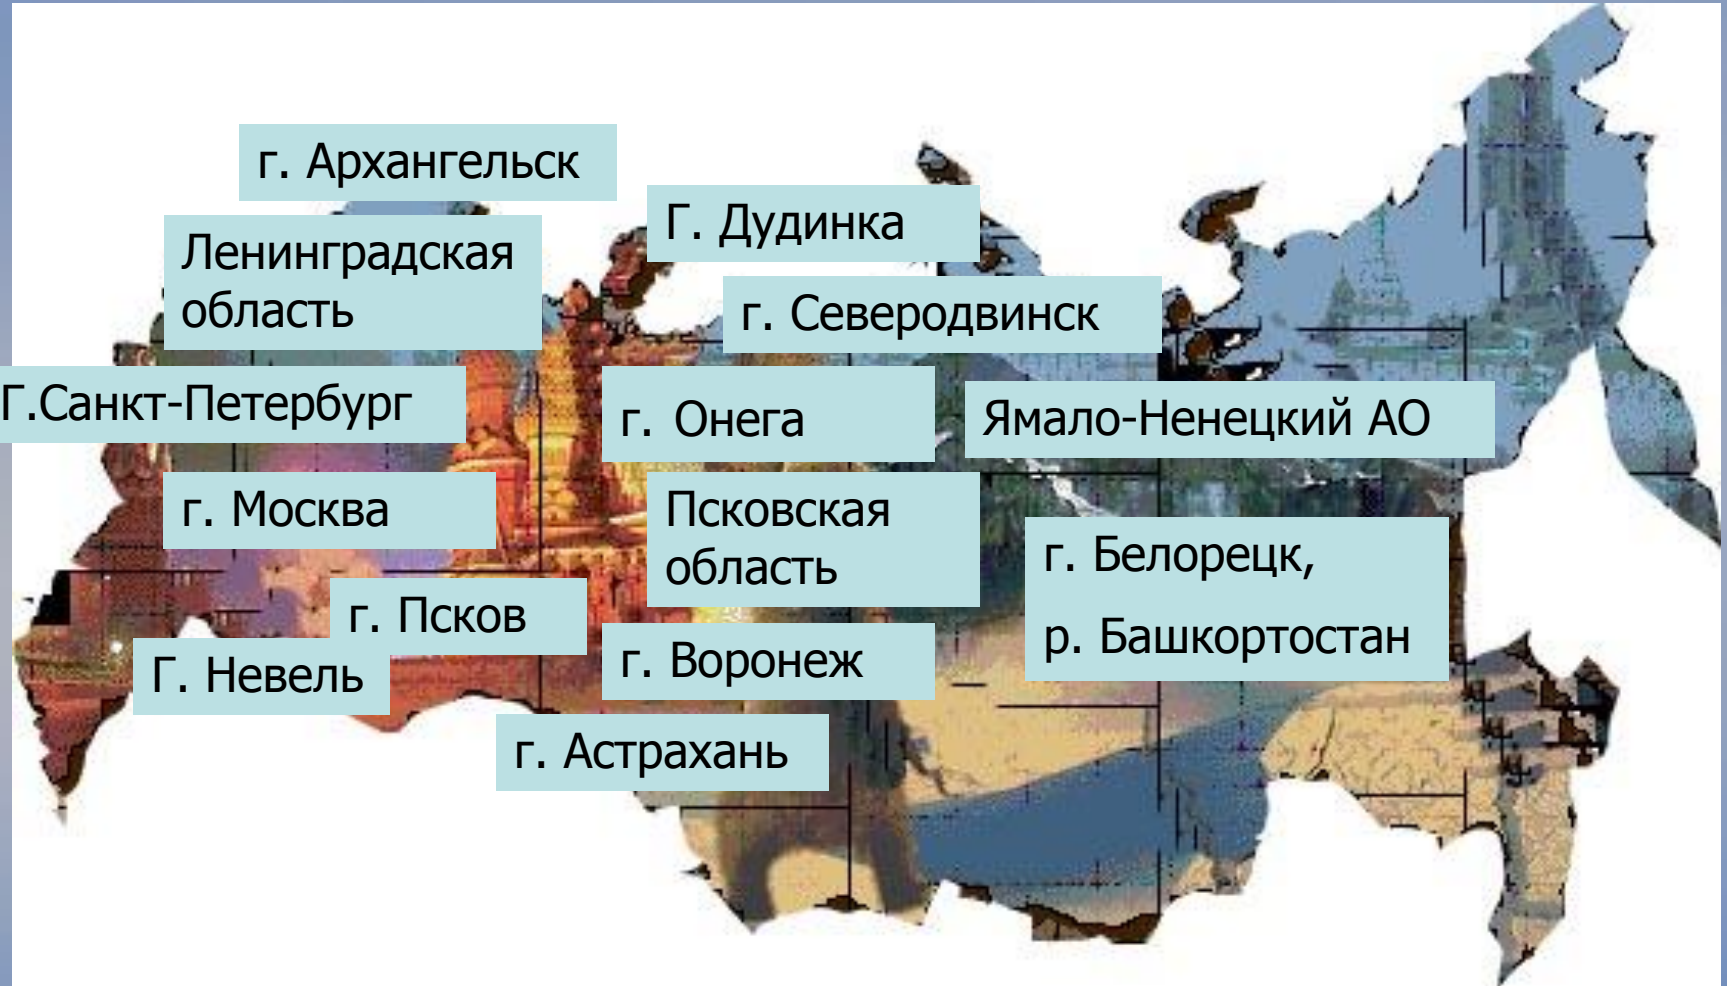 г. Архангельск
Г. Дудинка
Ленинградская
область
г. Северодвинск
Г.Санкт-Петербург
г. Онега
Ямало-Ненецкий АО
г. Москва
Псковская
область
г. Белорецк,
р. Башкортостан
г. Псков
Г. Невель
г. Воронеж
г. Астрахань